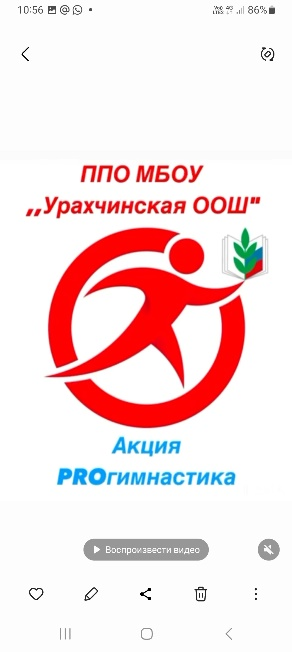 10:56
86%
ППО МБОУ
,,Урахчинская ООШ"
Акция
PROгимнастика
Воспроизвести видео